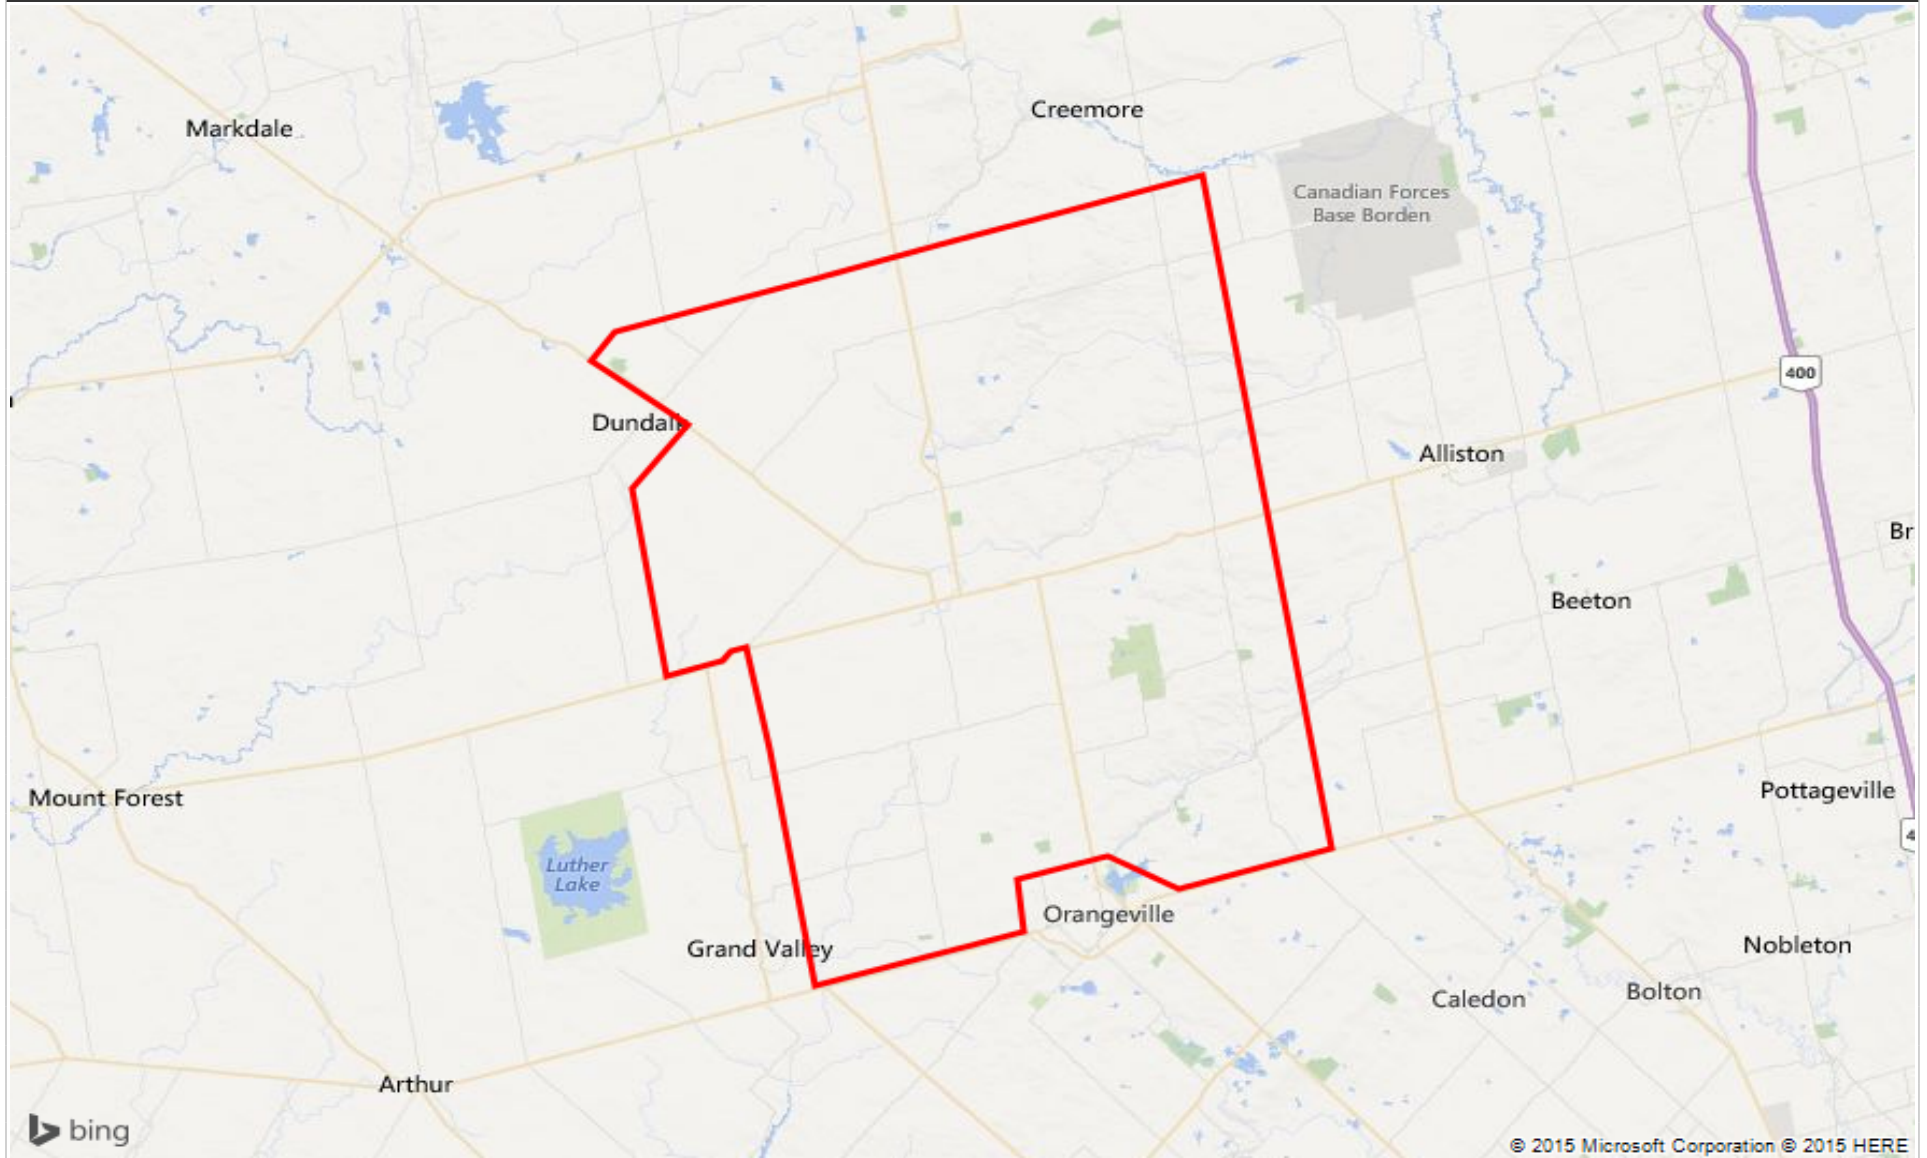 Creemore
Markdale
Canadian Forces
Base Borden
400
Dundalk
Alliston
Br
Beeton
Mount Forest
Pottageville
4
Luther
Lake
Orangeville
Grand Valley
Nobleton
Caledon
Bolton
Arthur
bing
© 2015 Microsoft Corporation © 2015 HERE